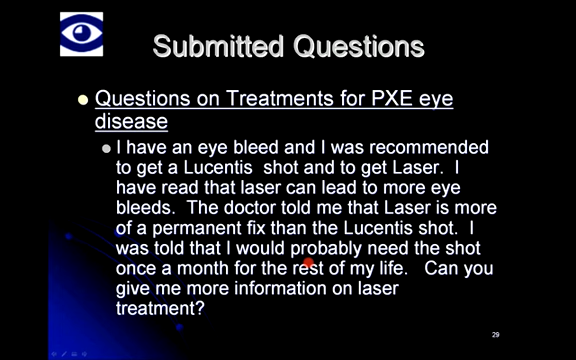 Submitted Questions
Questions on Treatments for PXE eye
disease
I have an eye bleed and I was recommended
to get a Lucentis shot and to get Laser. I
have read that laser can lead to more eye
bleeds. The doctor told me that Laser is more
of a permanent fix than the Lucentis shot. I
was told that I would probably need the shot
once a month for the rest of my life. Can you
give me more information on laser
treatment?
29